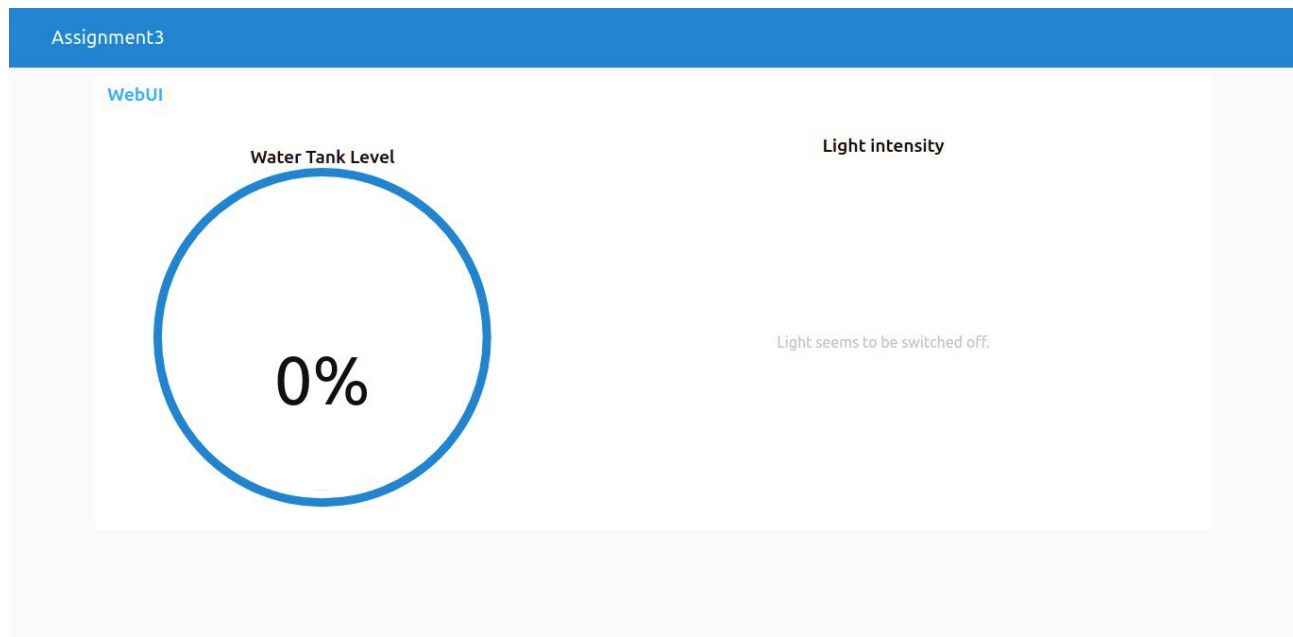 Assignment3
WebUI
Water Tank Level
0%
Light intensity
Light seems to be switched off.